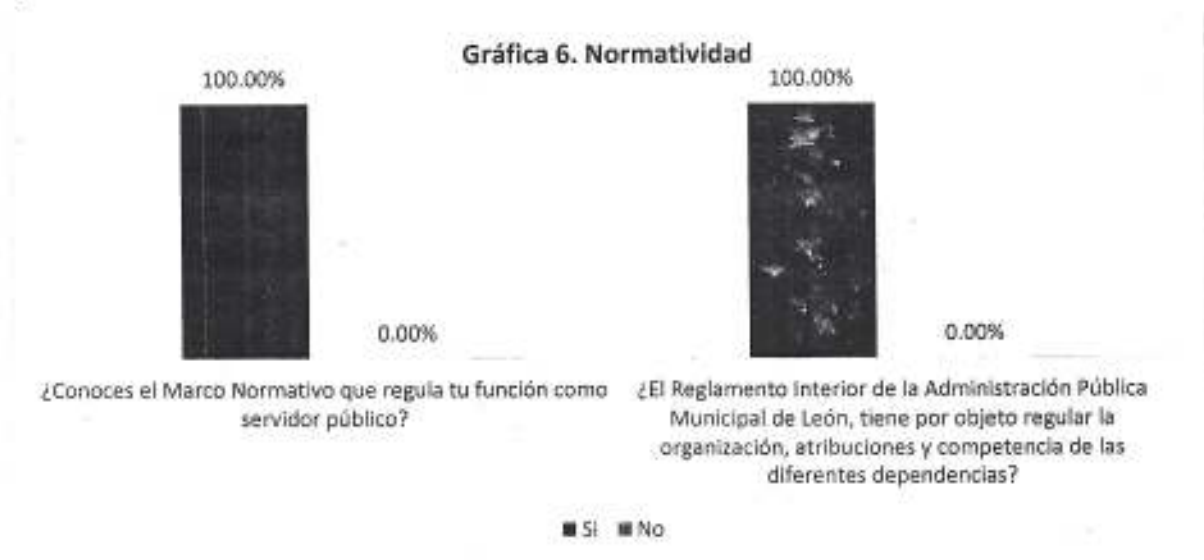 Gráfica 6. Normatividad
100.00%
100.00%
0.00%
0.00%
¿Conoces el Marco Normativo que regula tu función como
servidor público?
¿El Reglamento Interior de la Administración Pública
Municipal de León, tiene por objeto regular la
organización, atribuciones y competencia de las
diferentes dependencias?
Si No